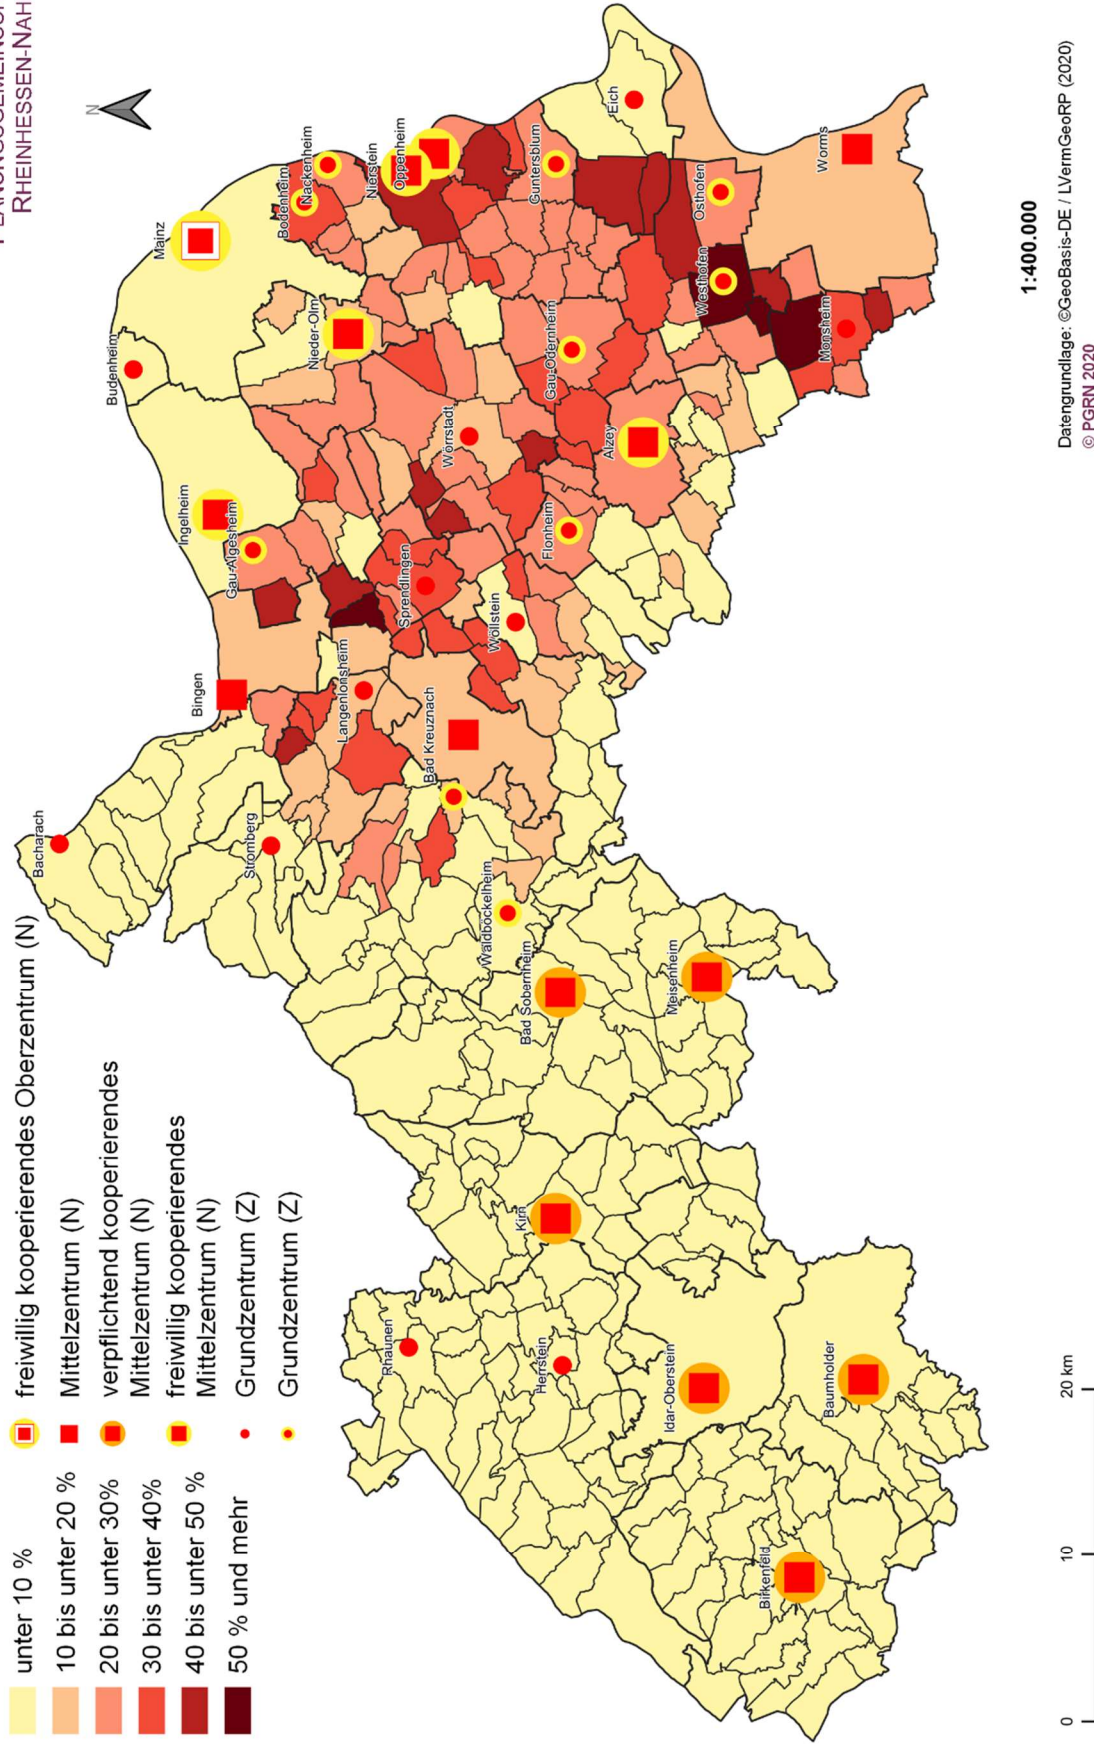 RHEINHESSEN-NAH
N
unter 10 %
10 bis unter 20 %
20 bis unter 30%
30 bis unter 40%
40 bis unter 50 %
50 % und mehr
freiwillig kooperierendes Oberzentrum (N)
Mittelzentrum (N)
verpflichtend kooperierendes
Mittelzentrum (N)
freiwillig kooperierendes
Mittelzentrum (N)
Grundzentrum (Z)
Grundzentrum (Z)
Bacharach
Stromberg
Bingen
Ingelheim
Gau-Algesheim
Budenheim
Mainz
Bodenheim
Nackenheim
Nierstein
Oppenheim
Nieder-Olm
Guntersblum
Eich
Langenlonsheim
Sprendlingen
Wörrstadt
Gau-Odernheim
Bad Kreuznach
Wöllstein
Flonheim
Alzey
Osthofen
Westhofen
Worms
Monsheim
Waldböckelheim
Bad Sobernheim
Meisenheim
Kirn
Rhaunen
Herrstein
Idar-Oberstein
Baumholder
Birkenfeld
0 10 20 km
1:400.000
Datengrundlage: ©GeoBasis-DE / LVermGeoRP (2020)
© PGRN 2020